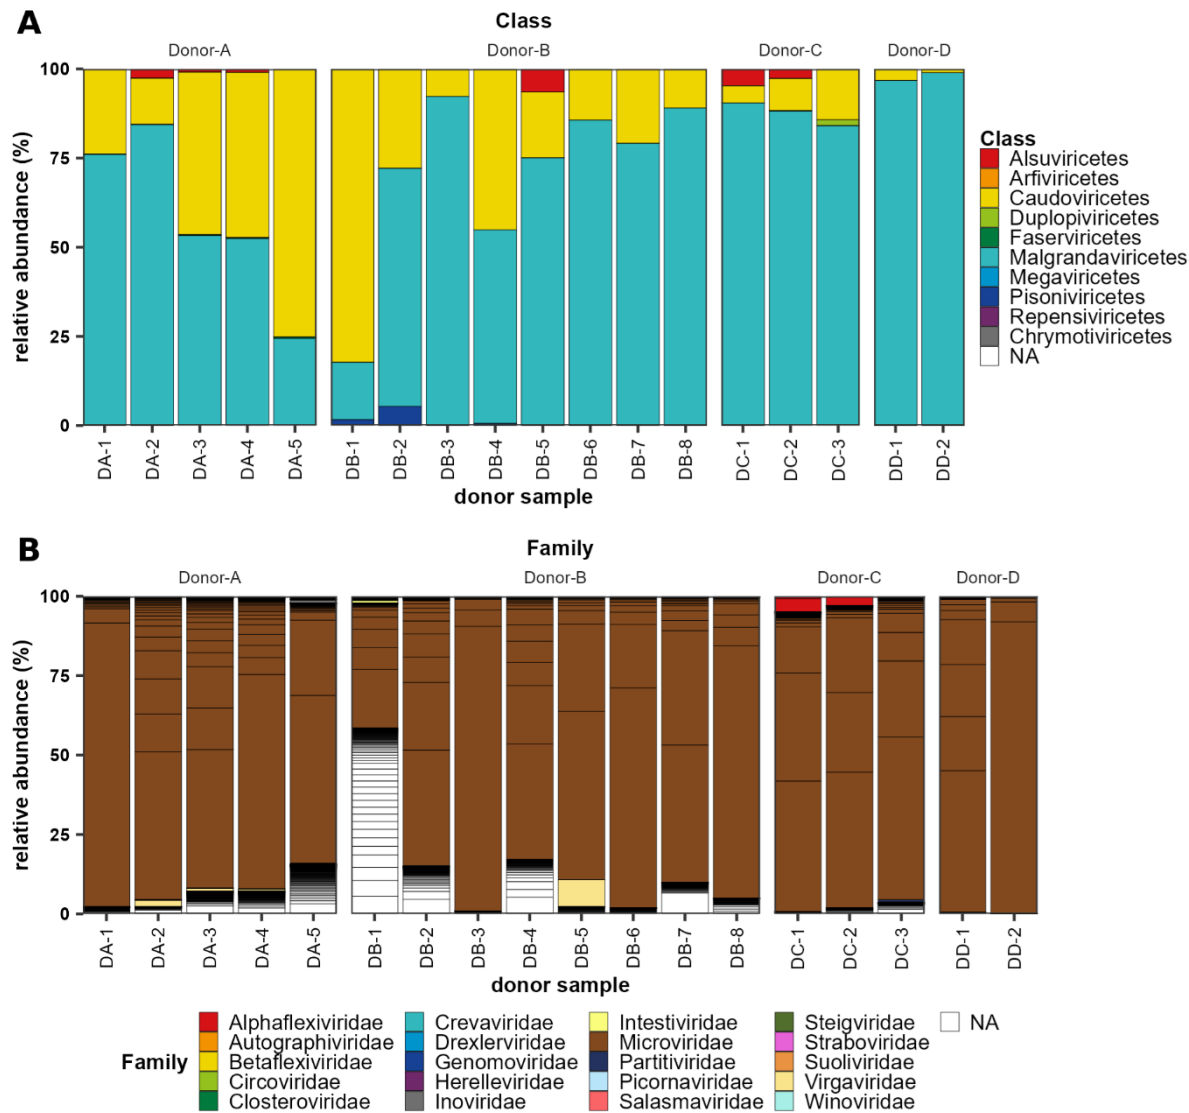 A
Class
Donor-A Donor-B Donor-C Donor-D
100
75
50
25
0
relative abundance (%)
DA-1 DA-2 DA-3 DA-4 DA-5 DB-1 DB-2 DB-3 DB-4 DB-5 DB-6 DB-7 DB-8 DC-1 DC-2 DC-3 DD-1 DD-2
donor sample
Class
Alsuviricetes
Arfiviricetes
Caudoviricetes
Duplopiviricetes
Faserviricetes
Malgrandaviricetes
Megaviricetes
Pisoniviricetes
Repensiviricetes
Chrymotiviricetes
NA
B
Family
Donor-A Donor-B Donor-C Donor-D
100
75
50
25
0
relative abundance (%)
DA-1 DA-2 DA-3 DA-4 DA-5 DB-1 DB-2 DB-3 DB-4 DB-5 DB-6 DB-7 DB-8 DC-1 DC-2 DC-3 DD-1 DD-2
donor sample
Family
Alphaflexiviridae
Autographiviridae
Betaflexiviridae
Circoviridae
Closteroviridae
Crevaviridae
Drexlerviridae
Genomoviridae
Herelleviridae
Inoviridae
Intestiviridae
Microviridae
Partitiviridae
Picornaviridae
Salasmaviridae
Steigviridae
Straboviridae
Suoliviridae
Virgaviridae
Winoviridae
NA